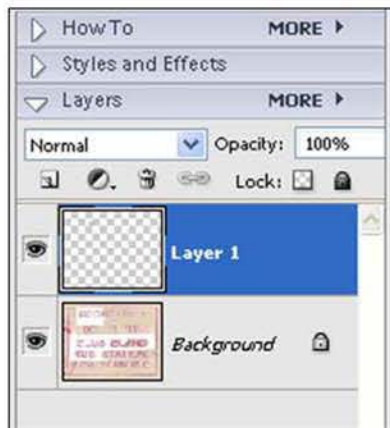 How To MORE
Styles and Effects
Layers MORE
Normal Opacity: 100%
Lock:
Layer 1
Background